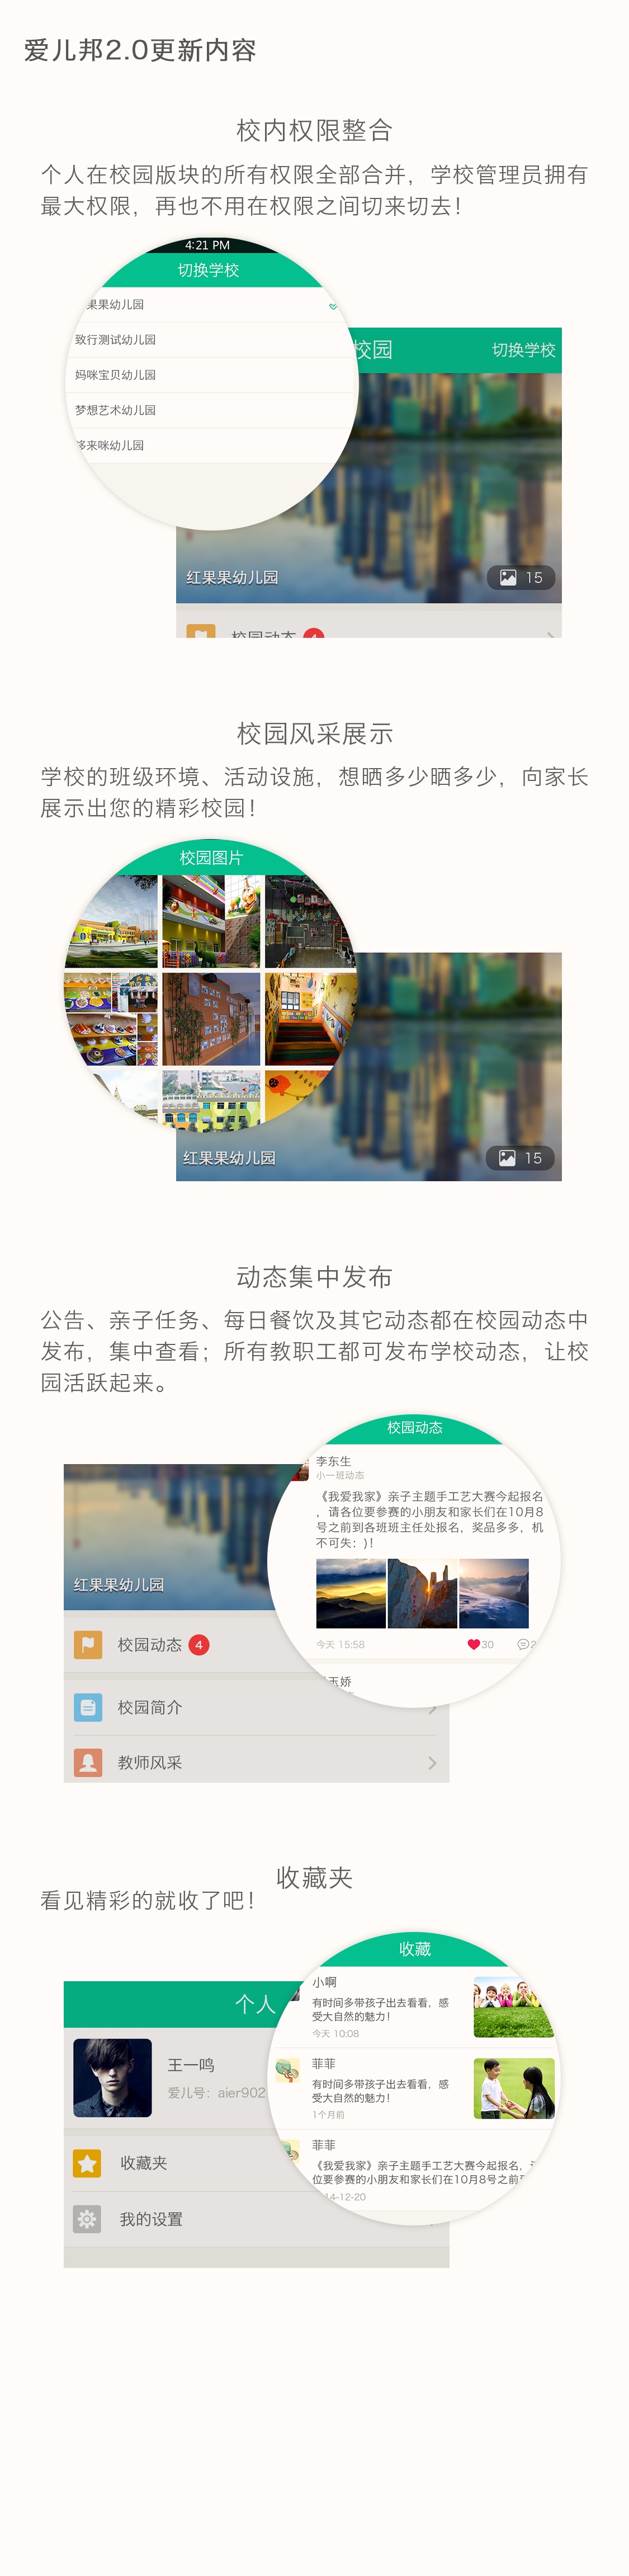 爱儿邦2.0更新内容
校内权限整合
个人在校园版块的所有权限全部合并，学校管理员拥有
最大权限，再也不用在权限之间切来切去！
4:21 PM
切换学校
果果幼儿园
致行测试幼儿园
妈咪宝贝幼儿园
梦想艺术幼儿园
哆来咪幼儿园
校园
切换学校
红果果幼儿园
15
校园动态
4
校园风采展示
学校的班级环境、活动设施，想晒多少晒多少，向家长
展示出您的精彩校园！
校园图片
红果果幼儿园
15
动态集中发布
公告、亲子任务、每日餐饮及其它动态都在校园动态中
发布，集中查看；所有教职工都可发布学校动态，让校
园活跃起来。
校园动态
李东生
小一班动态
《我爱我家》亲子主题手工艺大赛今起报名
，请各位要参赛的小朋友和家长们在10月8
号之前到各班班主任处报名，奖品多多，机
不可失：)！
今天 15:58
30
2
玉娇
红果果幼儿园
校园动态
4
校园简介
教师风采
收藏夹
看见精彩的就收了吧！
收藏
小啊
有时间多带孩子出去看看，感
受大自然的魅力！
今天 10:08
菲菲
有时间多带孩子出去看看，感
受大自然的魅力！
1个月前
菲菲
《我爱我家》亲子主题手工艺大赛今起报名，
位要参赛的小朋友和家长们在10月8号之前
14-12-20
个人
王一鸣
爱儿号：aier902
收藏夹
我的设置